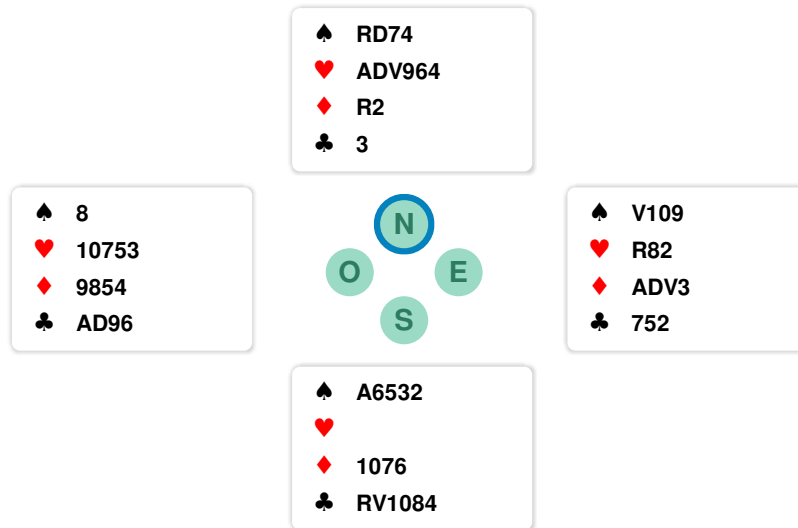 ♠ RD74
♥ ADV964
♦ R2
♣ 3
♠ 8
♥ 10753
♦ 9854
♣ AD96
N
O E
S
♠ V109
♥ R82
♦ ADV3
♣ 752
♠ A6532
♥
♦ 1076
♣ RV1084